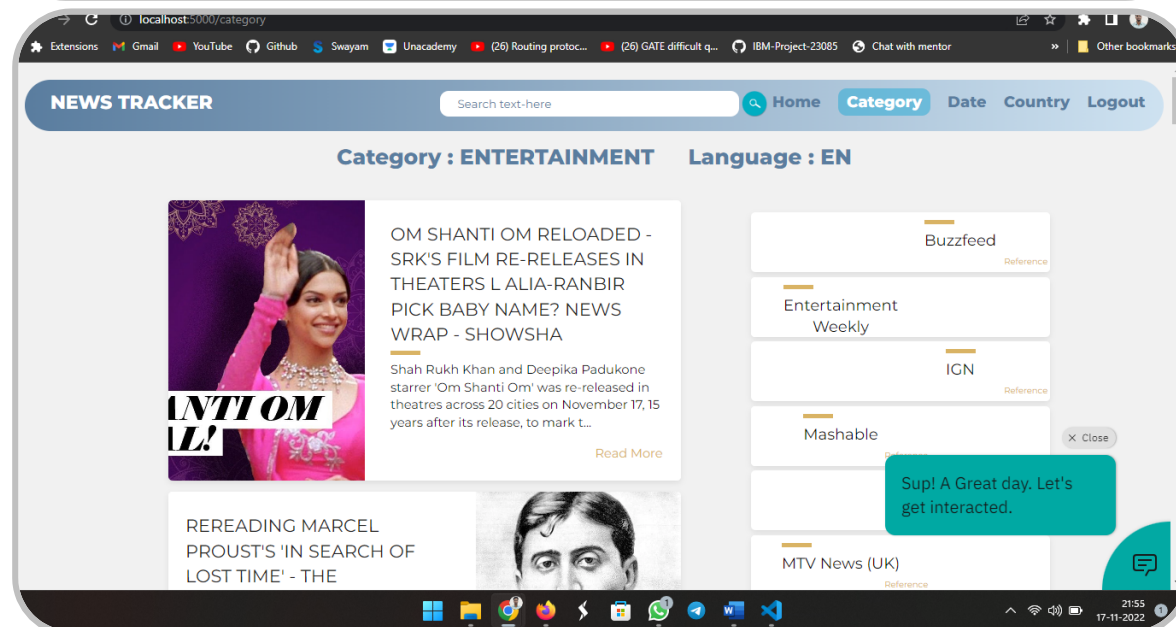 localhost:5000/category
Extensions Gmail YouTube Github Swayam Unacademy (26) Routing protoc... (26) GATE difficult q... IBM-Project-23085 Chat with mentor » Other bookmarks
NEWS TRACKER Search text-here Home Category Date Country Logout
Category : ENTERTAINMENT Language : EN
OM SHANTI OM RELOADED -
SRK'S FILM RE-RELEASES IN
THEATERS L ALIA-RANBIR
PICK BABY NAME? NEWS
WRAP - SHOWSHA
Shah Rukh Khan and Deepika Padukone
starrer 'Om Shanti Om' was re-released in
theatres across 20 cities on November 17, 15
years after its release, to mark t...
Read More
ANTI OM
AL!
REREADING MARCEL
PROUST'S 'IN SEARCH OF
LOST TIME' - THE
Buzzfeed
Reference
Entertainment
Weekly
IGN
Reference
Mashable
MTV News (UK)
Reference
× Close
Sup! A Great day. Let's
get interacted.
21:55
17-11-2022
1